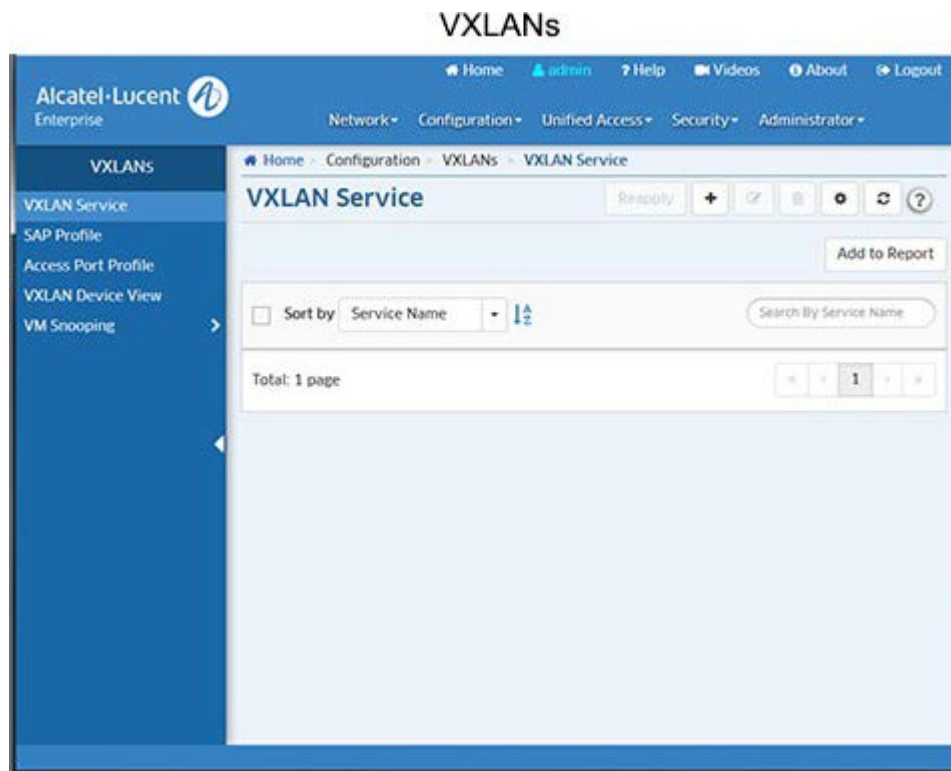 VXLANs
Home admin ? Help Videos About Logout
Alcatel·Lucent
Enterprise
Network Configuration Unified Access Security Administrator
VXLANs
VXLAN Service
SAP Profile
Access Port Profile
VXLAN Device View
VM Snooping
Home > Configuration > VXLANs > VXLAN Service
VXLAN Service
Reapply ?
Add to Report
Sort by Service Name
Search By Service Name
Total: 1 page
« ‹ 1 › »